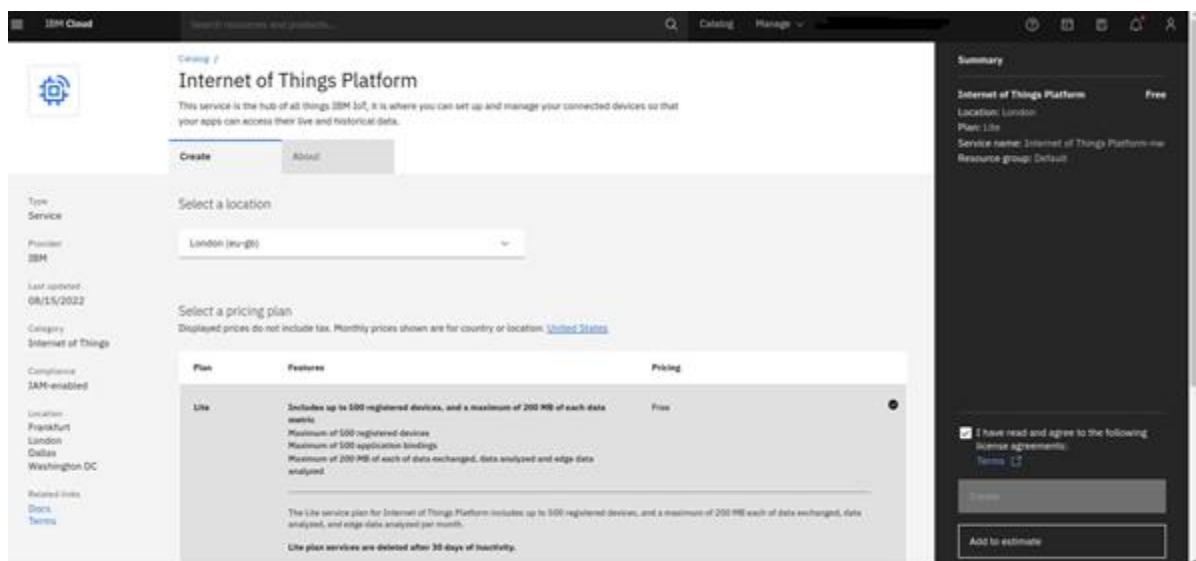 IBM Cloud
Search resources and products...
Catalog
Manage
Catalog /
Internet of Things Platform
This service is the hub of all things IBM IoT, it is where you can set up and manage your connected devices so that
your apps can access their live and historical data.
Create
About
Type
Service
Provider
IBM
Last updated
08/15/2022
Category
Internet of Things
Compliance
IAM-enabled
Location
Frankfurt
London
Dallas
Washington DC
Related links
Docs
Terms
Select a location
London (eu-gb)
Select a pricing plan
Displayed prices do not include tax. Monthly prices shown are for country or location: United States
Plan
Features
Pricing
Lite
Includes up to 500 registered devices, and a maximum of 200 MB of each data
metric
Maximum of 500 registered devices
Maximum of 500 application bindings
Maximum of 200 MB of each of data exchanged, data analyzed and edge data
analyzed
Free
The Lite service plan for Internet of Things Platform includes up to 500 registered devices, and a maximum of 200 MB each of data exchanged, data
analyzed, and edge data analyzed per month.
Lite plan services are deleted after 30 days of inactivity.
Summary
Internet of Things Platform Free
Location: London
Plan: Lite
Service name: Internet of Things Platform-nw
Resource group: Default
I have read and agree to the following
license agreements:
Terms
Create
Add to estimate